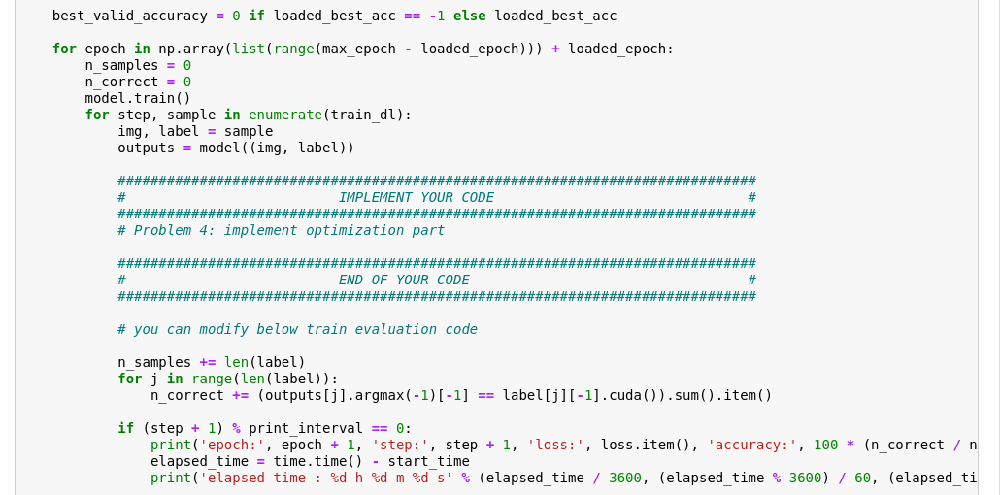 best_valid_accuracy = 0 if loaded_best_acc == -1 else loaded_best_acc
for epoch in np.array(list(range(max_epoch - loaded_epoch))) + loaded_epoch:
n_samples = 0
n_correct = 0
model.train()
for step, sample in enumerate(train_dl):
img, label = sample
outputs = model((img, label))
##############################################################################
# IMPLEMENT YOUR CODE #
##############################################################################
# Problem 4: implement optimization part
##############################################################################
# END OF YOUR CODE #
##############################################################################
# you can modify below train evaluation code
n_samples += len(label)
for j in range(len(label)):
n_correct += (outputs[j].argmax(-1)[-1] == label[j][-1].cuda()).sum().item()
if (step + 1) % print_interval == 0:
print('epoch:', epoch + 1, 'step:', step + 1, 'loss:', loss.item(), 'accuracy:', 100 * (n_correct / n
elapsed_time = time.time() - start_time
print('elapsed time : %d h %d m %d s' % (elapsed_time / 3600, (elapsed_time % 3600) / 60, (elapsed_ti